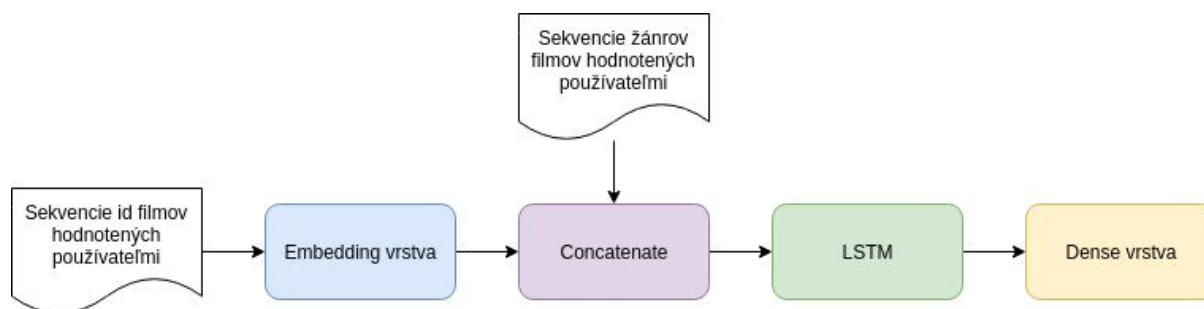 Sekvencie žánrov
filmov hodnotených
používateľmi
Sekvencie id filmov
hodnotených
používateľmi
Embedding vrstva
Concatenate
LSTM
Dense vrstva